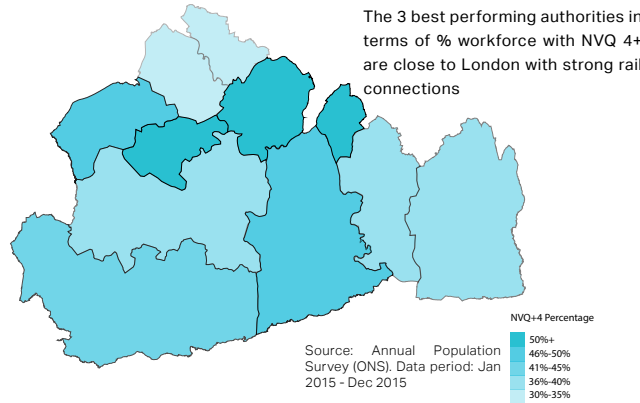 The 3 best performing authorities in
terms of % workforce with NVQ 4+
are close to London with strong rail
connections
NVQ+4 Percentage
50%+
46%-50%
41%-45%
36%-40%
30%-35%
Source: Annual Population
Survey (ONS). Data period: Jan
2015 - Dec 2015